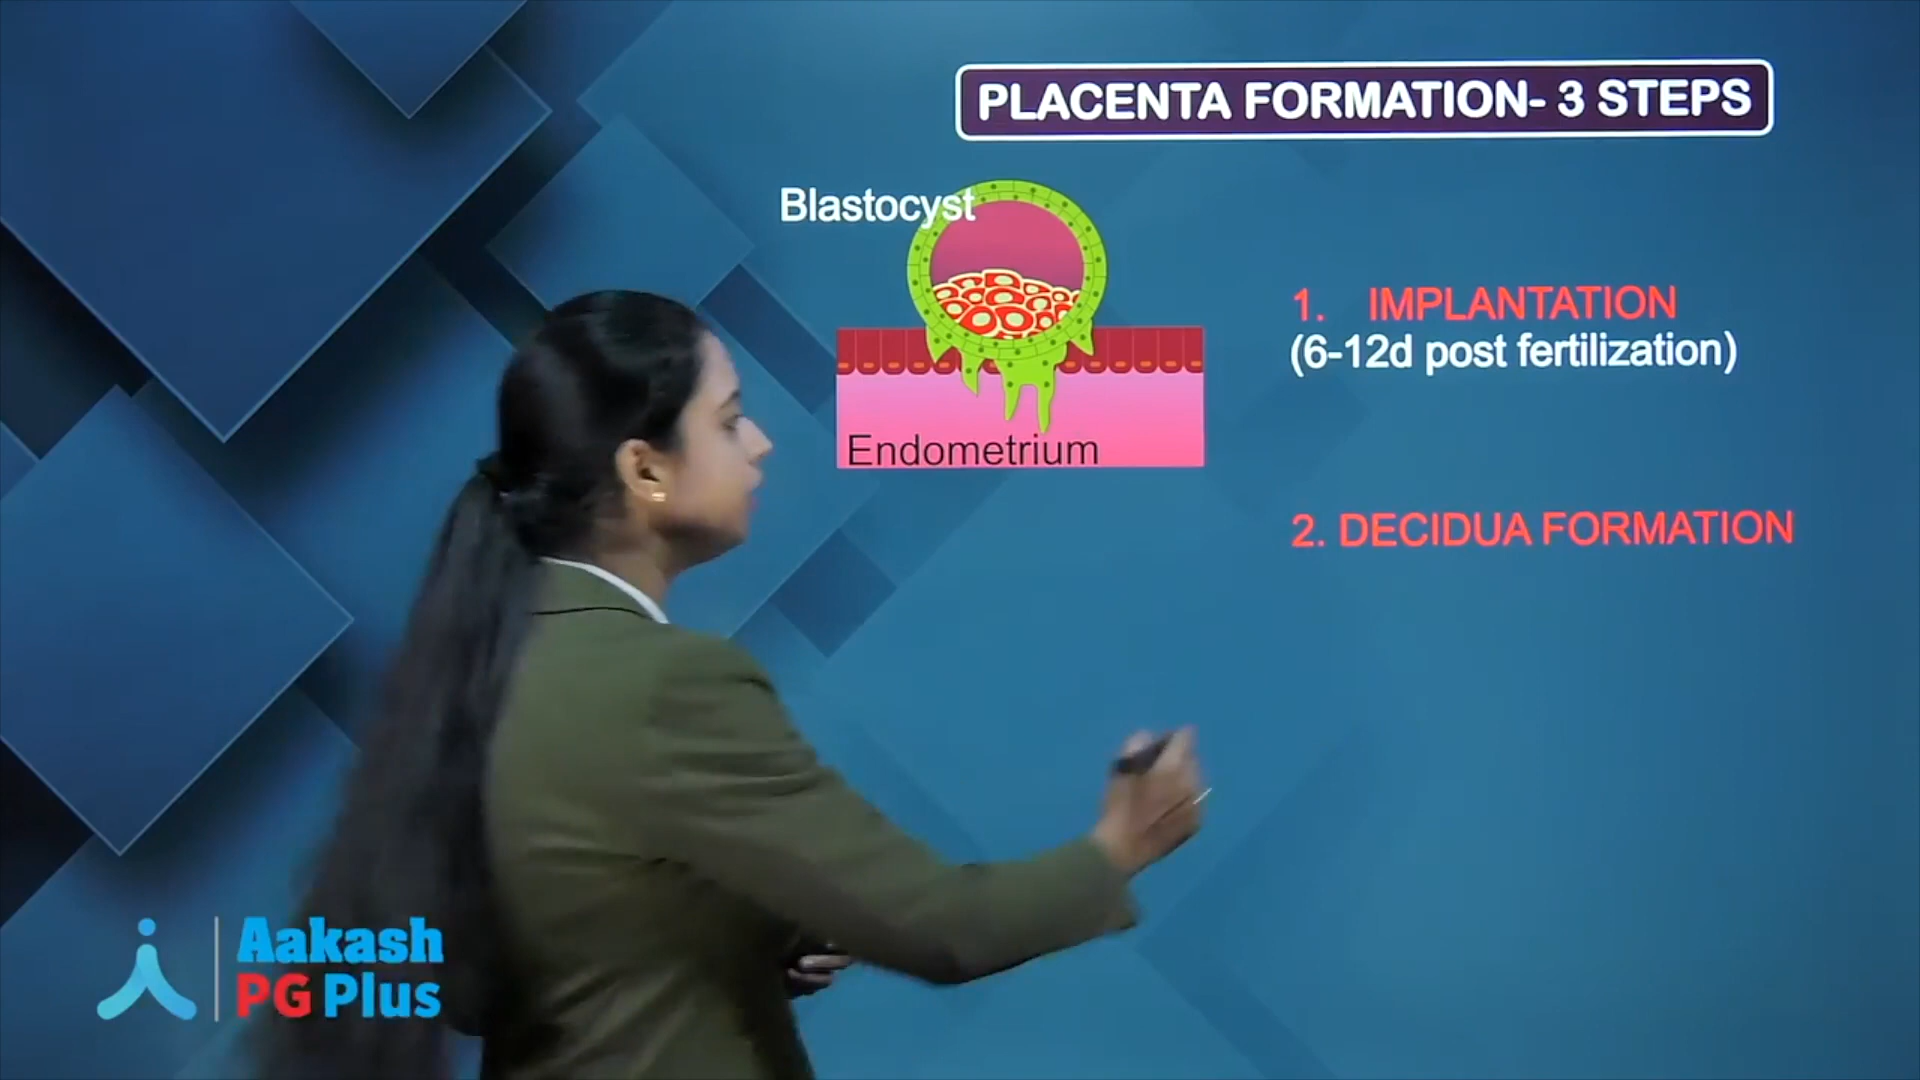 PLACENTA FORMATION- 3 STEPS
Blastocyst
1. IMPLANTATION
(6-12d post fertilization)
Endometrium
2. DECIDUA FORMATION
Aakash
PG Plus